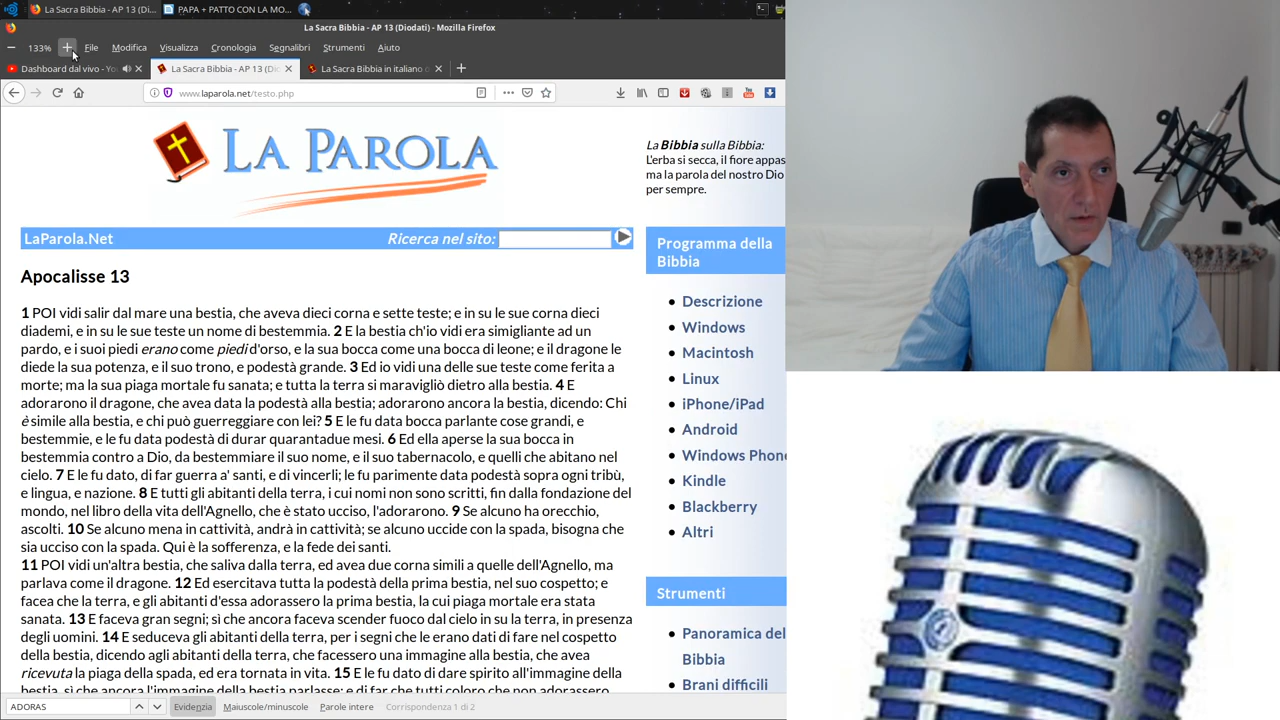 La Sacra Bibbia - AP 13 (Di...
PAPA + PATTO CON LA MO...
La Sacra Bibbia - AP 13 (Diodati) - Mozilla Firefox
133% File Modifica Visualizza Cronologia Segnalibri Strumenti Aiuto
Dashboard dal vivo - Yo
La Sacra Bibbia - AP 13 (Dio
La Sacra Bibbia in italiano o
www.laparola.net/testo.php
LA PAROLA
La Bibbia sulla Bibbia:
L'erba si secca, il fiore appas
ma la parola del nostro Dio
per sempre.
LaParola.Net
Ricerca nel sito:
Apocalisse 13
1 POI vidi salir dal mare una bestia, che aveva dieci corna e sette teste; e in su le sue corna dieci
diademi, e in su le sue teste un nome di bestemmia. 2 E la bestia ch'io vidi era simigliante ad un
pardo, e i suoi piedi erano come piedi d'orso, e la sua bocca come una bocca di leone; e il dragone le
diede la sua potenza, e il suo trono, e podestà grande. 3 Ed io vidi una delle sue teste come ferita a
morte; ma la sua piaga mortale fu sanata; e tutta la terra si maravigliò dietro alla bestia. 4 E
adorarono il dragone, che avea data la podestà alla bestia; adorarono ancora la bestia, dicendo: Chi
è simile alla bestia, e chi può guerreggiare con lei? 5 E le fu data bocca parlante cose grandi, e
bestemmie, e le fu data podestà di durar quarantadue mesi. 6 Ed ella aperse la sua bocca in
bestemmia contro a Dio, da bestemmiare il suo nome, e il suo tabernacolo, e quelli che abitano nel
cielo. 7 E le fu dato, di far guerra a' santi, e di vincerli; le fu parimente data podestà sopra ogni tribù,
e lingua, e nazione. 8 E tutti gli abitanti della terra, i cui nomi non sono scritti, fin dalla fondazione del
mondo, nel libro della vita dell'Agnello, che è stato ucciso, l'adorarono. 9 Se alcuno ha orecchio,
ascolti. 10 Se alcuno mena in cattività, andrà in cattività; se alcuno uccide con la spada, bisogna che
sia ucciso con la spada. Qui è la sofferenza, e la fede dei santi.
11 POI vidi un'altra bestia, che saliva dalla terra, ed avea due corna simili a quelle dell'Agnello, ma
parlava come il dragone. 12 Ed esercitava tutta la podestà della prima bestia, nel suo cospetto; e
facea che la terra, e gli abitanti d'essa adorassero la prima bestia, la cui piaga mortale era stata
sanata. 13 E faceva gran segni; sì che ancora faceva scender fuoco dal cielo in su la terra, in presenza
degli uomini. 14 E seduceva gli abitanti della terra, per i segni che le erano dati di fare nel cospetto
della bestia, dicendo agli abitanti della terra, che facessero una immagine alla bestia, che avea
ricevuta la piaga della spada, ed era tornata in vita. 15 E le fu dato di dare spirito all'immagine della
bestia, sì che ancora l'immagine della bestia parlasse; e di far che tutti coloro che non adorassero
Programma della
Bibbia
Descrizione
Windows
Macintosh
Linux
iPhone/iPad
Android
Windows Phone
Kindle
Blackberry
Altri
Strumenti
Panoramica del
Bibbia
Brani difficili
ADORAS
Evidenzia Maiuscole/minuscole Parole intere Corrispondenza 1 di 2